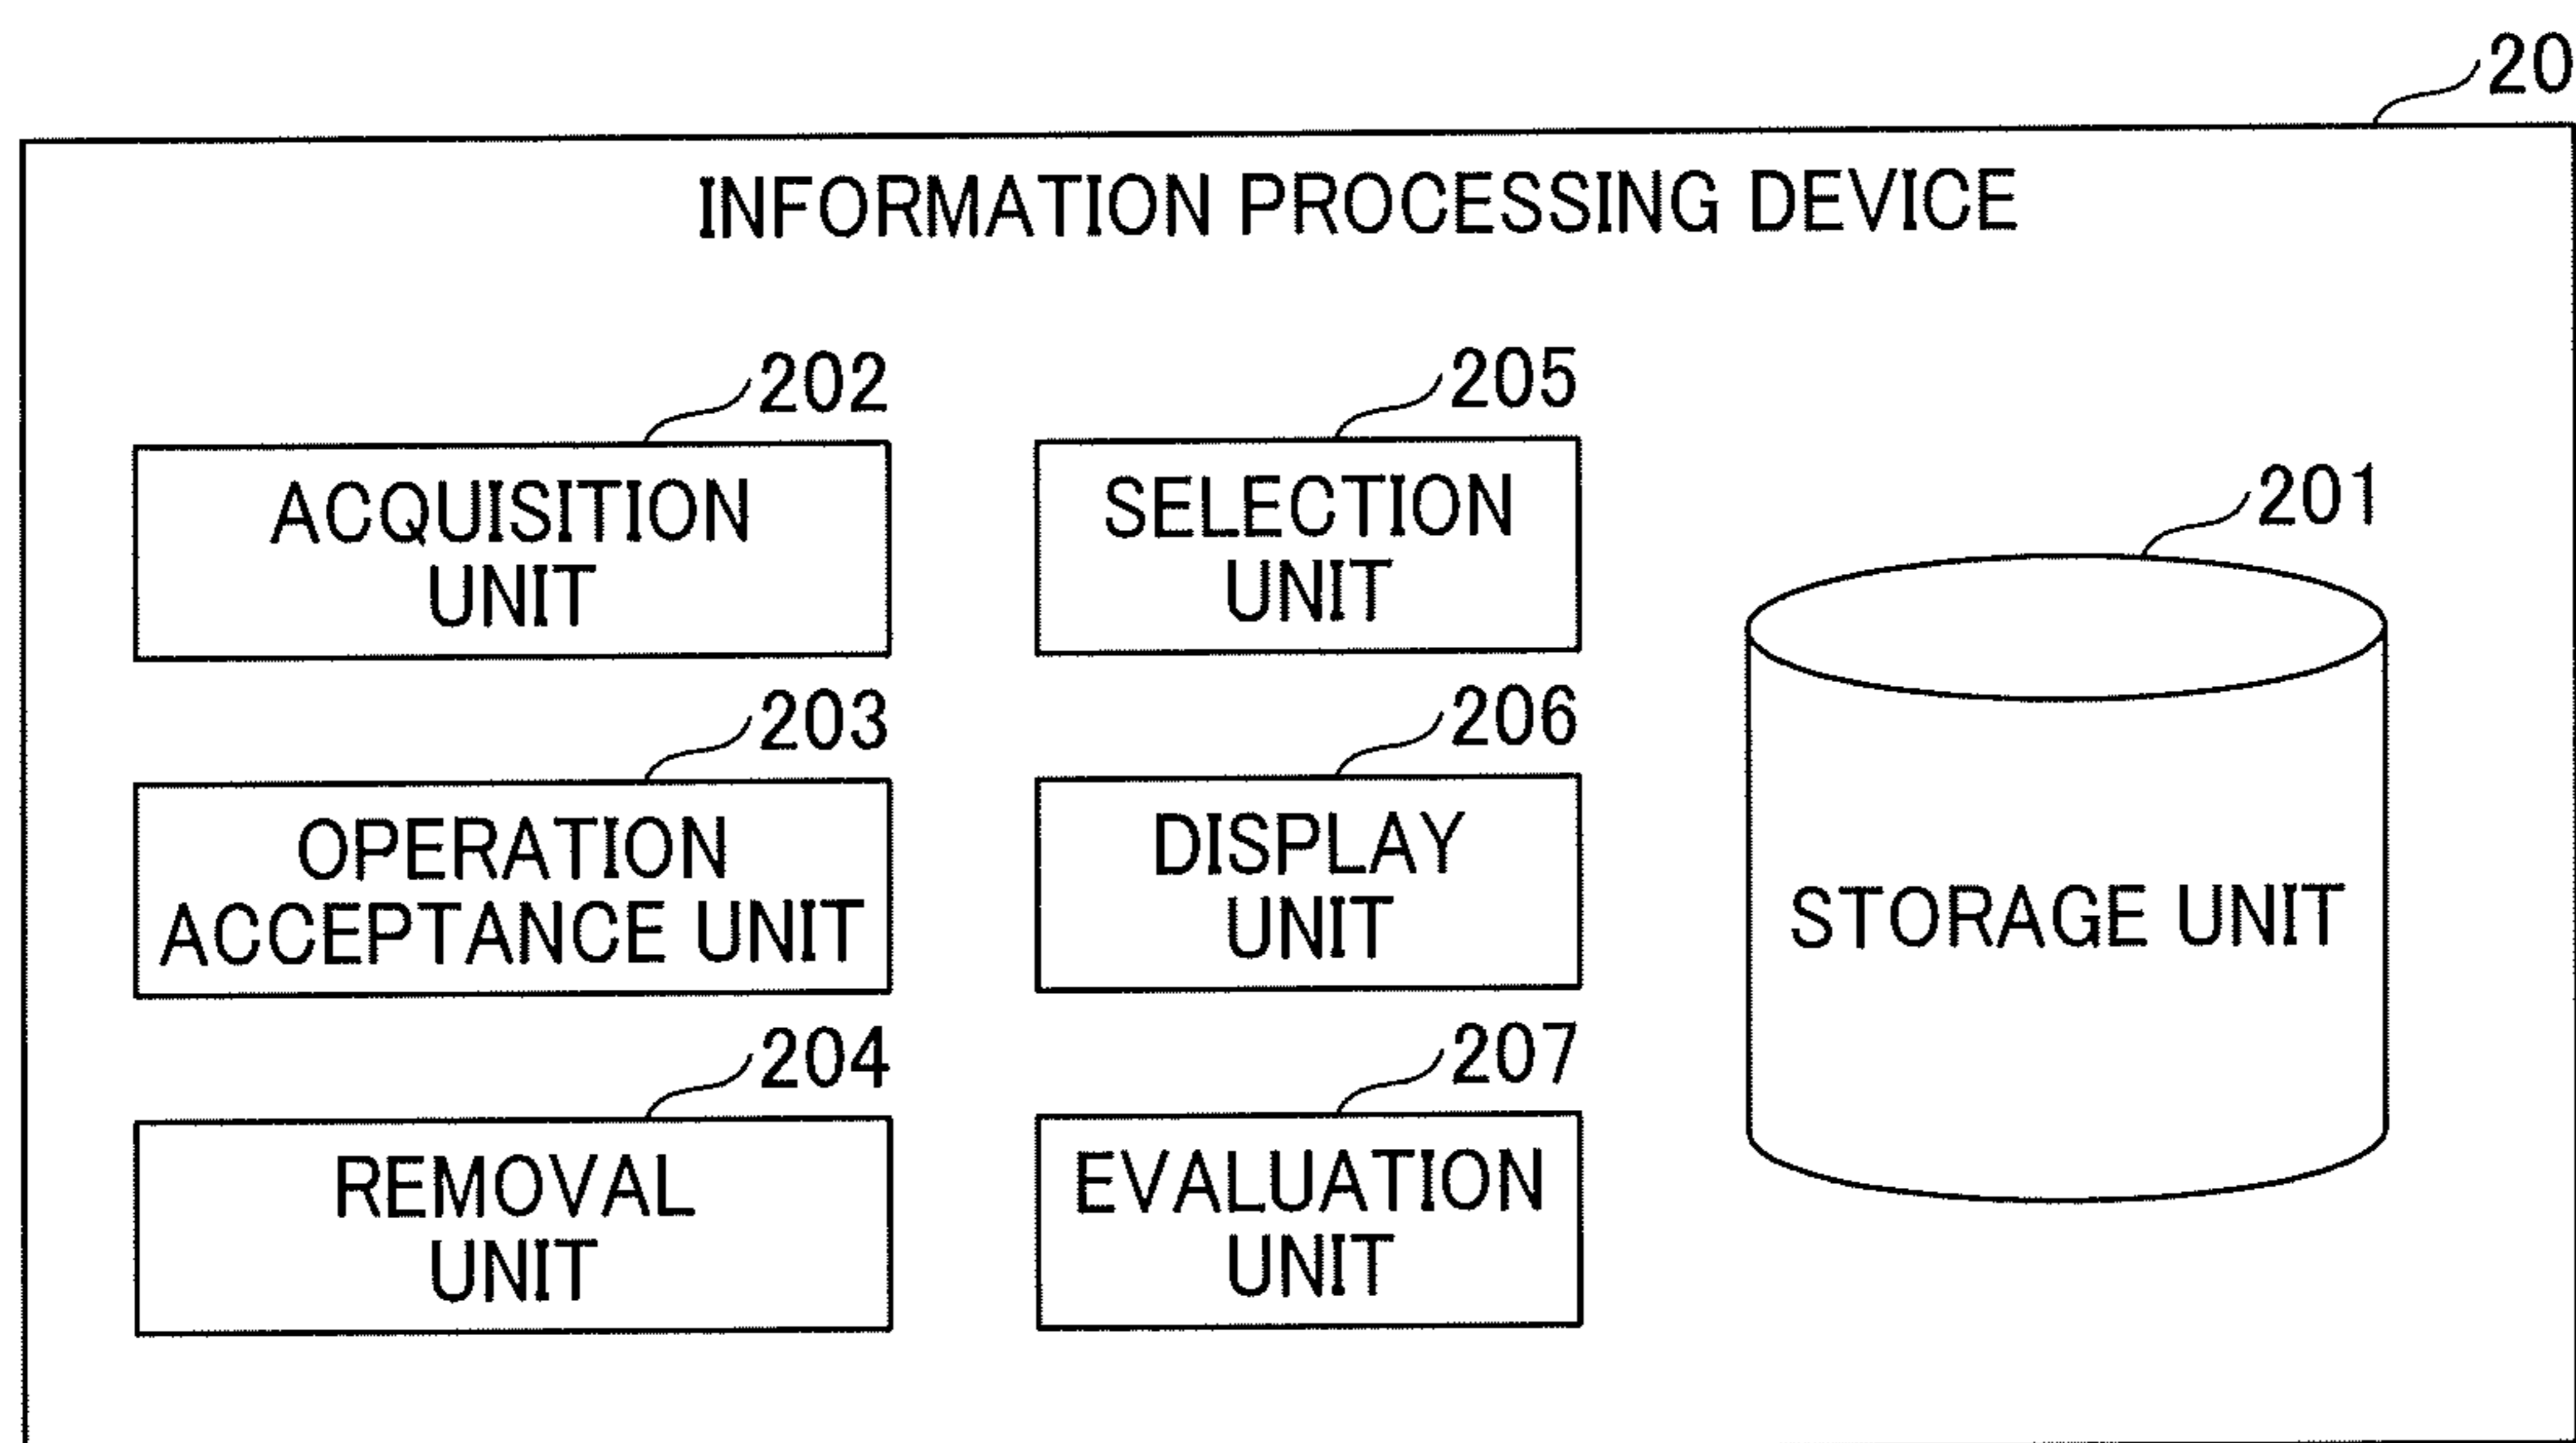 20
INFORMATION PROCESSING DEVICE
202
ACQUISITION
UNIT
203
OPERATION
ACCEPTANCE UNIT
204
REMOVAL
UNIT
205
SELECTION
UNIT
206
DISPLAY
UNIT
207
EVALUATION
UNIT
201
STORAGE UNIT